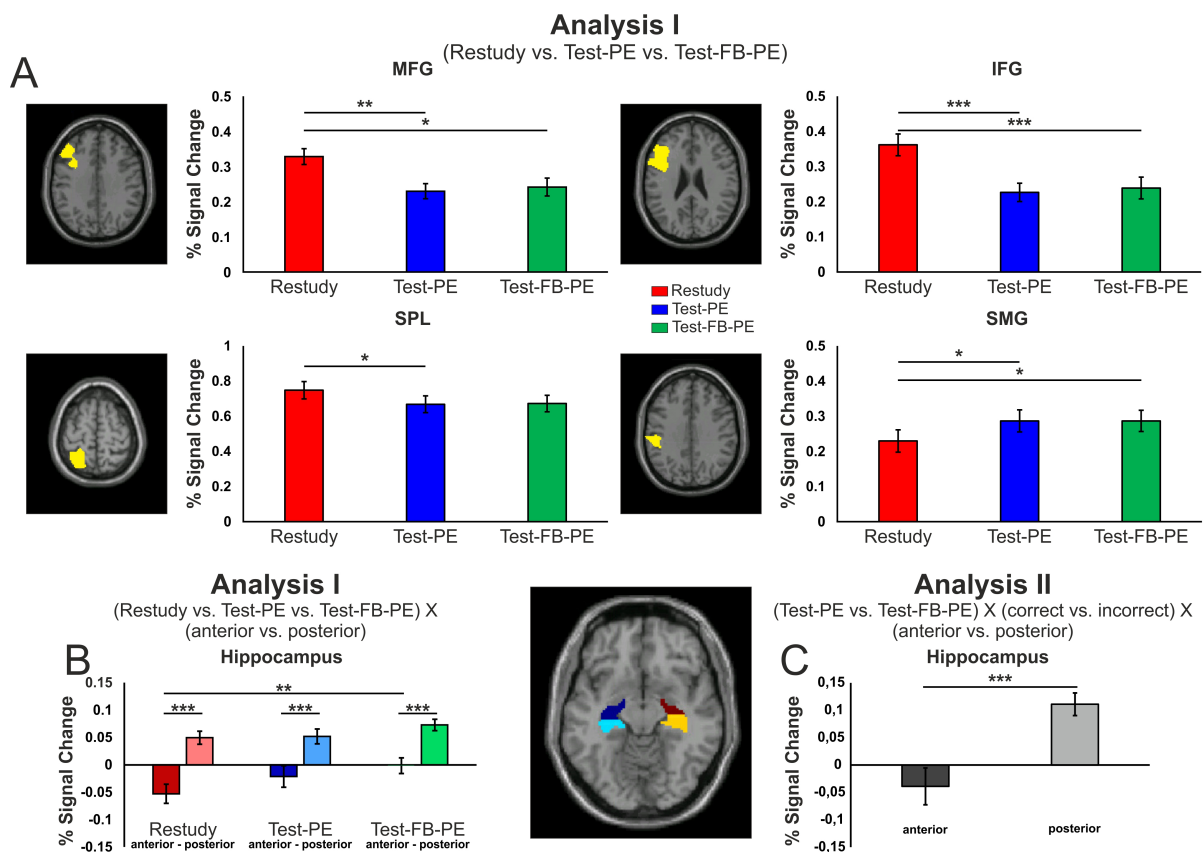 Analysis I
(Restudy vs. Test-PE vs. Test-FB-PE)
A
MFG
% Signal Change
0.5
0.4
0.3
0.2
0.1
0
**
*
Restudy Test-PE Test-FB-PE
IFG
% Signal Change
0.5
0.4
0.3
0.2
0.1
0
***
***
Restudy Test-PE Test-FB-PE
Restudy
Test-PE
Test-FB-PE
SPL
% Signal Change
1
0.8
0.6
0.4
0.2
0
*
Restudy Test-PE Test-FB-PE
SMG
% Signal Change
0.5
0.4
0.3
0.2
0.1
0
*
*
Restudy Test-PE Test-FB-PE
Analysis I
(Restudy vs. Test-PE vs. Test-FB-PE) X
(anterior vs. posterior)
B
Hippocampus
% Signal Change
0.15
0.1
0.05
0
-0.05
-0.1
-0.15
**
*** *** ***
Restudy Test-PE Test-FB-PE
anterior - posterior anterior - posterior anterior - posterior
Analysis II
(Test-PE vs. Test-FB-PE) X (correct vs. incorrect) X
(anterior vs. posterior)
C
Hippocampus
% Signal Change
0,15
0,1
0,05
0
-0,05
-0,1
-0,15
***
anterior posterior